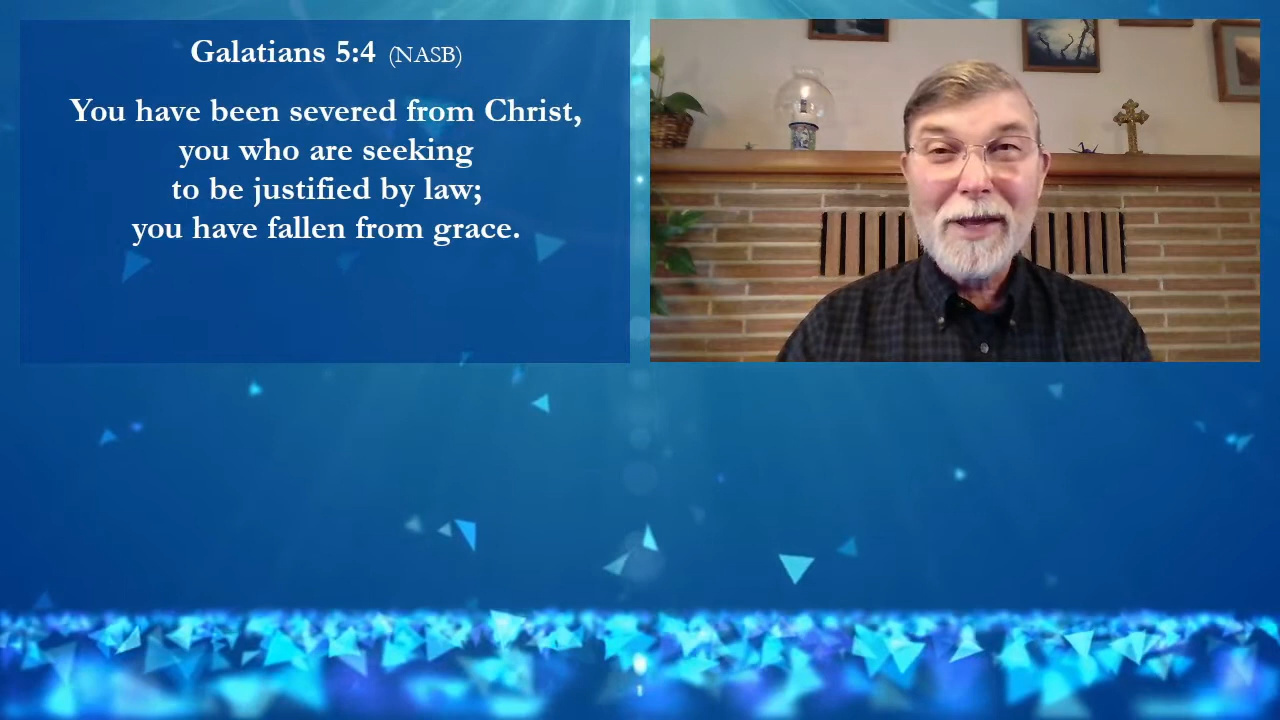 Galatians 5:4 (NASB)
You have been severed from Christ,
you who are seeking
to be justified by law;
you have fallen from grace.